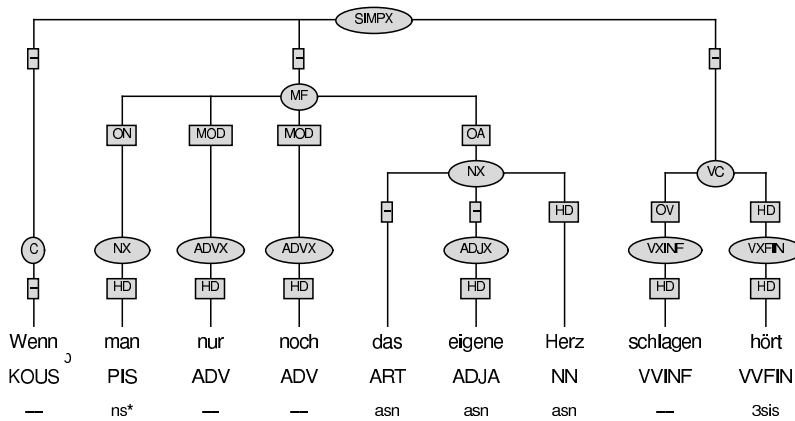 SIMPX
– – –
MF
ON MOD MOD OA
NX VC
– – HD OV HD
C NX ADVX ADVX ADJX VXINF VXFIN
– HD HD HD HD HD HD
Wenn man nur noch das eigene Herz schlagen hört
KOUS PIS ADV ADV ART ADJA NN VVINF VVFIN
–– ns* –– –– asn asn asn –– 3sis